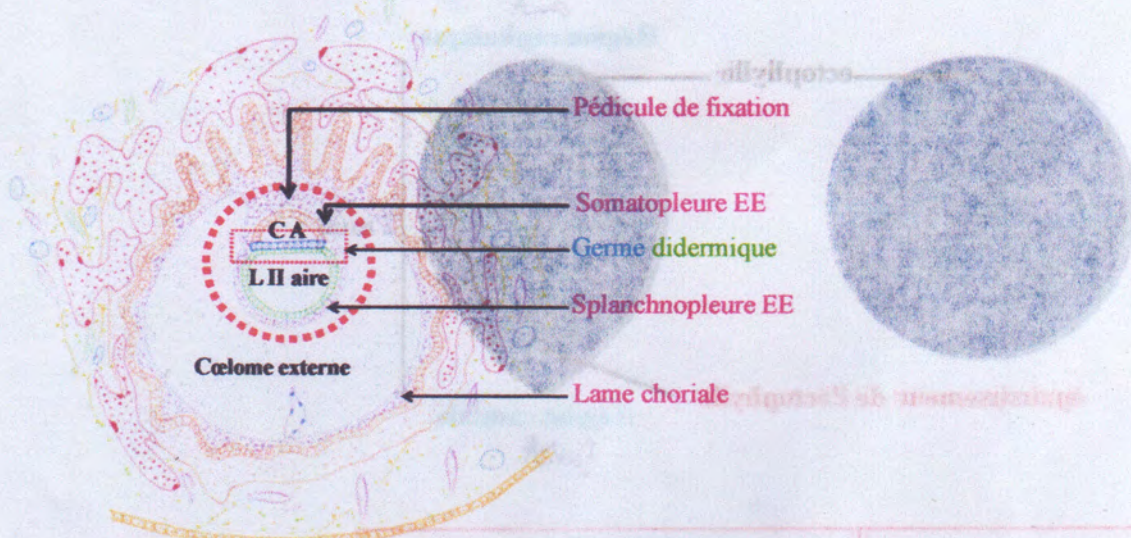 Pédicule de fixation
Somatopleure EE
C A
Germe didermique
L II aire
Splanchnopleure EE
Cœlome externe
Lame choriale